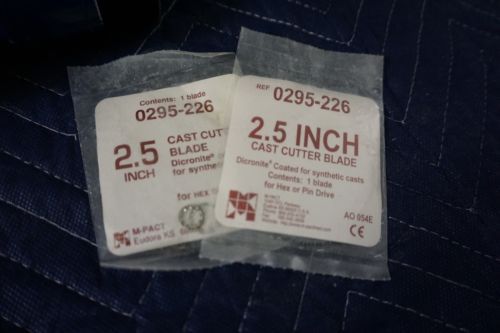 Contents: 1 blade
0295-226
2.5
INCH
CAST CUT
BLADE
Dicronite®
for synthe
for HEX
M-PACT
Eudora KS.
REF 0295-226
2.5 INCH
CAST CUTTER BLADE
Dicronite® Coated for synthetic casts
Contents: 1 blade
for Hex or Pin Drive
M-PACT
AO 054E
CE